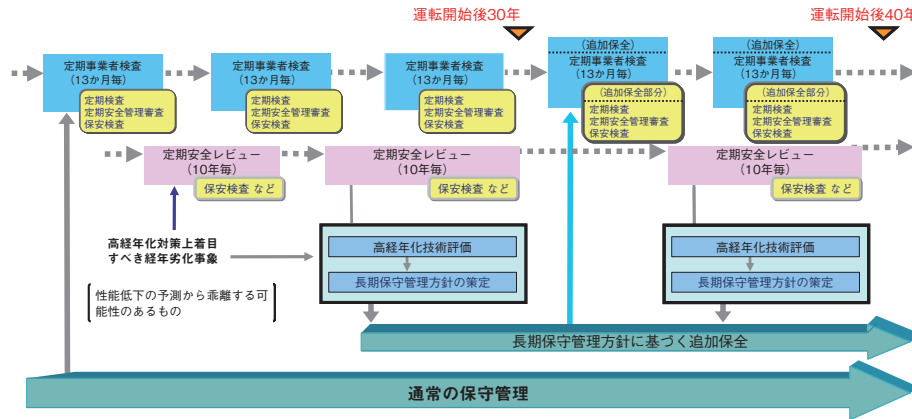 運転開始後30年
運転開始後40年
定期事業者検査
(13か月毎)
定期検査
定期安全管理審査
保安検査
定期事業者検査
(13か月毎)
定期検査
定期安全管理審査
保安検査
定期事業者検査
(13か月毎)
定期検査
定期安全管理審査
保安検査
(追加保全)
定期事業者検査
(13か月毎)
(追加保全部分)
定期検査
定期安全管理審査
保安検査
(追加保全)
定期事業者検査
(13か月毎)
(追加保全部分)
定期検査
定期安全管理審査
保安検査
定期安全レビュー
(10年毎)
保安検査 など
定期安全レビュー
(10年毎)
保安検査 など
定期安全レビュー
(10年毎)
保安検査 など
高経年化対策上着目
すべき経年劣化事象
性能低下の予測から乖離する可
能性のあるもの
高経年化技術評価
長期保守管理方針の策定
高経年化技術評価
長期保守管理方針の策定
長期保守管理方針に基づく追加保全
通常の保守管理